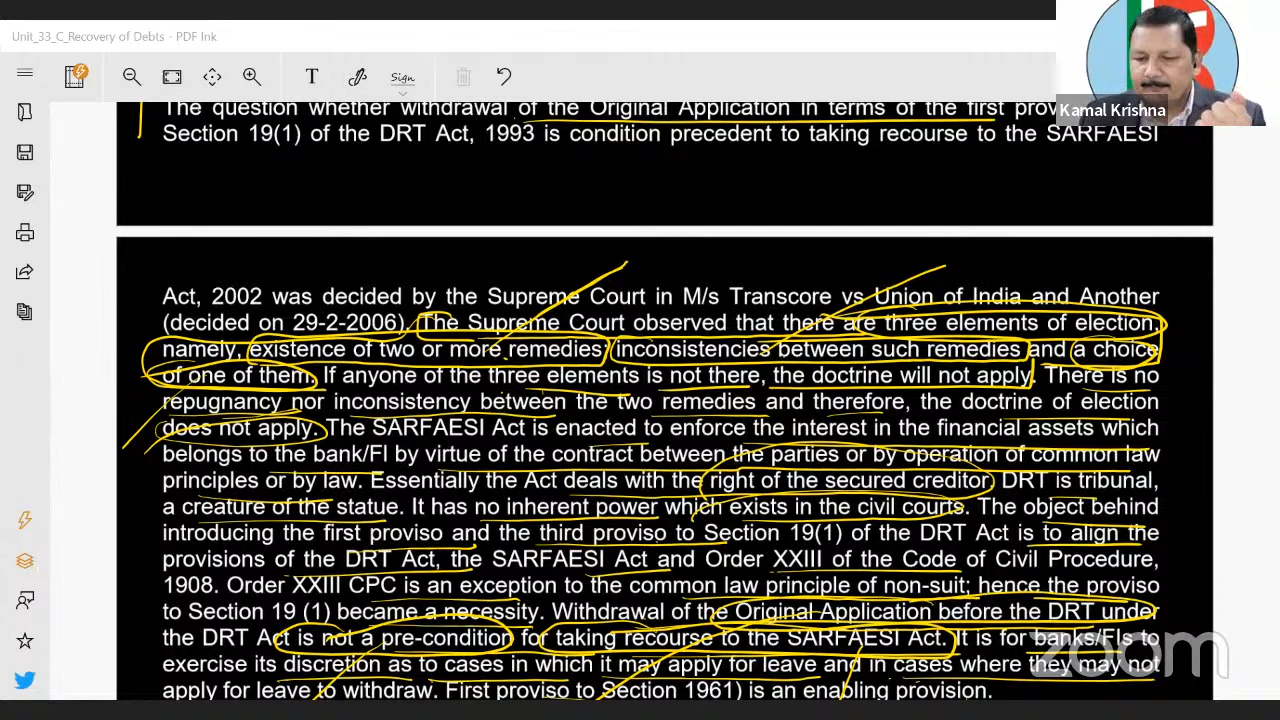 Unit_33_C_Recovery of Debts - PDF Ink
T
Sign
Kamal Krishna
The question whether withdrawal of the Original Application in terms of the first
Section 19(1) of the DRT Act, 1993 is condition precedent to taking recourse to the SARFAESI
Act, 2002 was decided by the Supreme Court in M/s Transcore vs Union of India and Another
(decided on 29-2-2006). The Supreme Court observed that there are three elements of election,
namely, existence of two or more remedies inconsistencies between such remedies and a choice
of one of them. If anyone of the three elements is not there, the doctrine will not apply. There is no
repugnancy nor inconsistency between the two remedies and therefore, the doctrine of election
does not apply. The SARFAESI Act is enacted to enforce the interest in the financial assets which
belongs to the bank/FI by virtue of the contract between the parties or by operation of common law
principles or by law. Essentially the Act deals with the right of the secured creditor. DRT is tribunal,
a creature of the statue. It has no inherent power which exists in the civil courts. The object behind
introducing the first proviso and the third proviso to Section 19(1) of the DRT Act is to align the
provisions of the DRT Act, the SARFAESI Act and Order XXIII of the Code of Civil Procedure,
1908. Order XXIII CPC is an exception to the common law principle of non-suit; hence the proviso
to Section 19 (1) became a necessity. Withdrawal of the Original Application before the DRT under
the DRT Act is not a pre-condition for taking recourse to the SARFAESI Act. It is for banks/FIs to
exercise its discretion as to cases in which it may apply for leave and in cases where they may not
apply for leave to withdraw. First proviso to Section 1961) is an enabling provision.
zoom